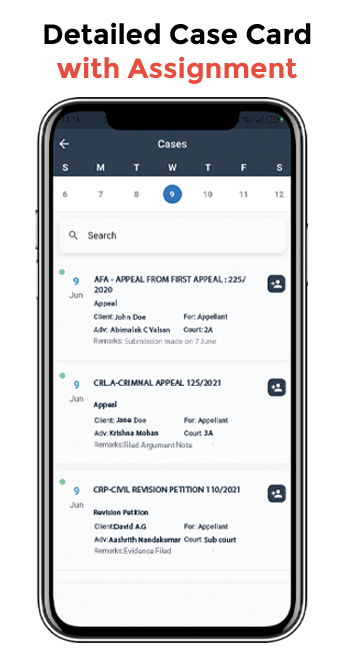 Detailed Case Card
with Assignment
11:16
Cases
S M T W T F S
6 7 8 9 10 11 12
Search
9 AFA - APPEAL FROM FIRST APPEAL : 225/
Jun 2020
Appeal
Client: John Doe For: Appellant
Adv: Abimalek C Valsan Court: 2A
Remarks: Submission made on 7 June
9 CRL.A-CRIMNAL APPEAL 125/2021
Jun
Appeal
Client: Jane Doe For: Appellant
Adv: Krishna Mohan Court 3A
Remarks:Filed Argument Note
9 CRP-CIVIL REVISION PETITION 110/2021
Jun
Revision Petition
Client:David A.G For: Appellant
Adv: Aashrith Nandakumar Court Sub court
Remarks:Evidence Filed